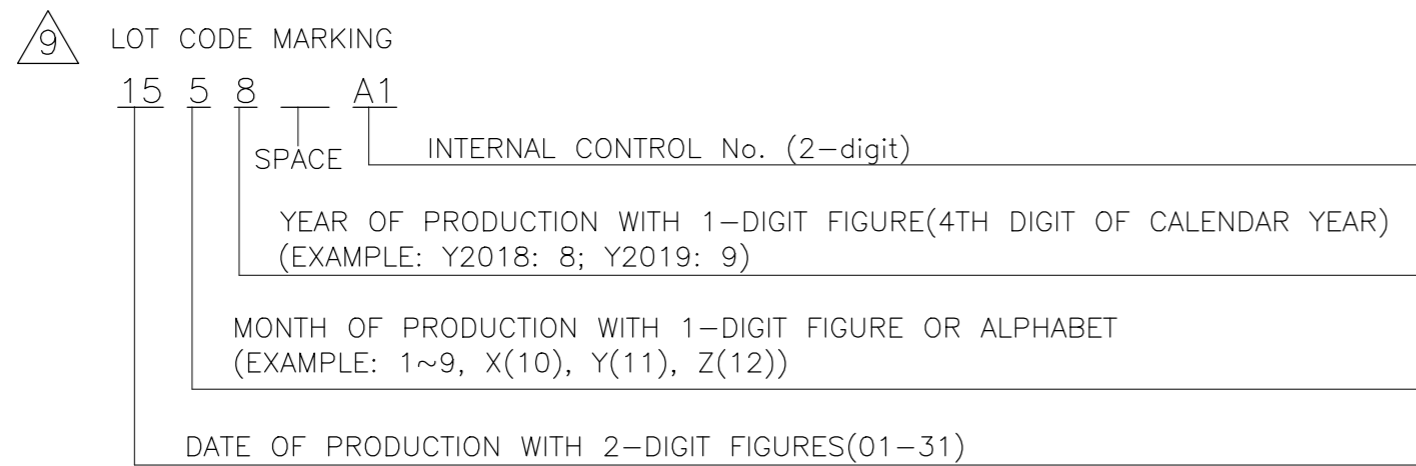 9 LOT CODE MARKING
15 5 8 __ A1
SPACE
INTERNAL CONTROL No. (2-digit)
YEAR OF PRODUCTION WITH 1-DIGIT FIGURE(4TH DIGIT OF CALENDAR YEAR)
(EXAMPLE: Y2018: 8; Y2019: 9)
MONTH OF PRODUCTION WITH 1-DIGIT FIGURE OR ALPHABET
(EXAMPLE: 1~9, X(10), Y(11), Z(12))
DATE OF PRODUCTION WITH 2-DIGIT FIGURES(01-31)